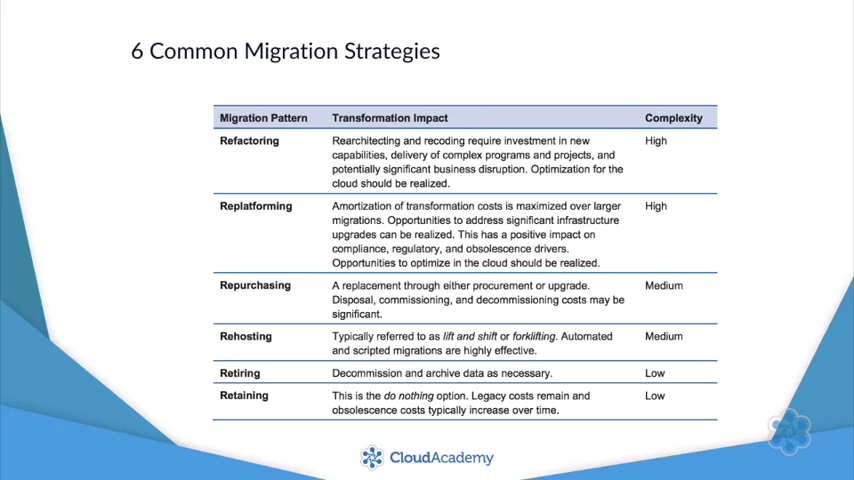 6 Common Migration Strategies
Migration Pattern Transformation Impact Complexity
Refactoring Rearchitecting and recoding require investment in new High
capabilities, delivery of complex programs and projects, and
potentially significant business disruption. Optimization for the
cloud should be realized.
Replatforming Amortization of transformation costs is maximized over larger High
migrations. Opportunities to address significant infrastructure
upgrades can be realized. This has a positive impact on
compliance, regulatory, and obsolescence drivers.
Opportunities to optimize in the cloud should be realized.
Repurchasing A replacement through either procurement or upgrade. Medium
Disposal, commissioning, and decommissioning costs may be
significant.
Rehosting Typically referred to as lift and shift or forklifting. Automated Medium
and scripted migrations are highly effective.
Retiring Decommission and archive data as necessary. Low
Retaining This is the do nothing option. Legacy costs remain and Low
obsolescence costs typically increase over time.
CloudAcademy